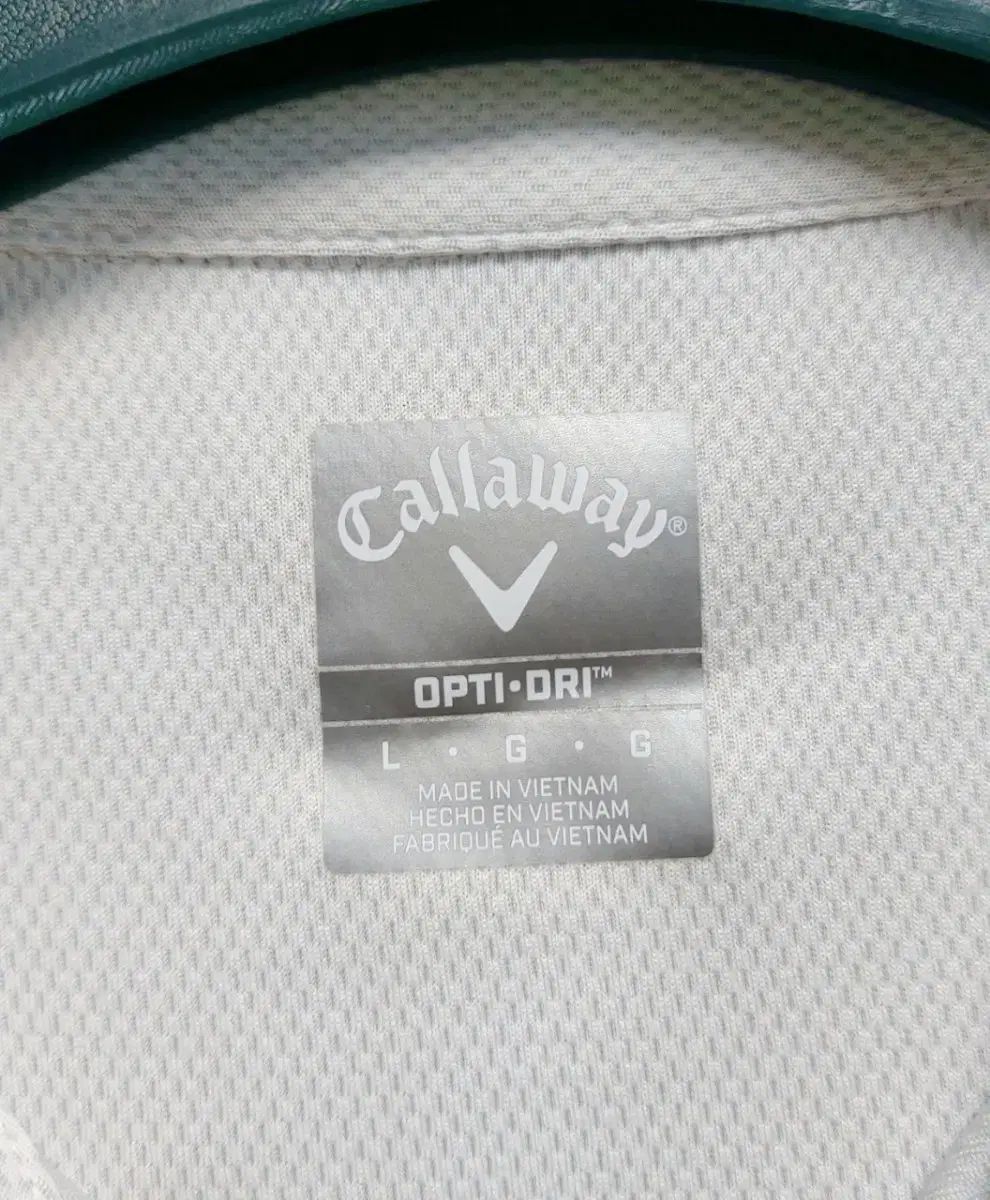 Callaway®
OPTI•DRI™
L • G • G
MADE IN VIETNAM
HECHO EN VIETNAM
FABRIQUÉ AU VIETNAM